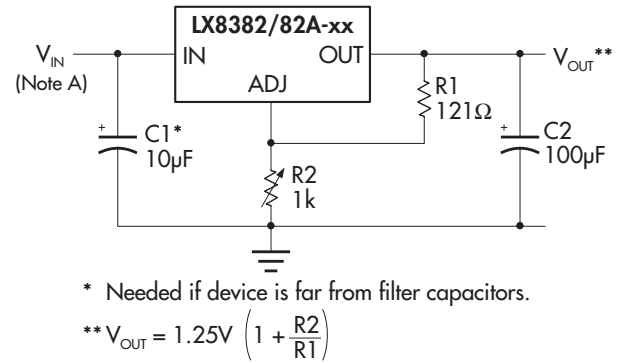 LX8382/82A-xx
V_IN IN OUT V_OUT**
(Note A) ADJ
R1
121Ω
+ C1*
10µF
R2
1k
+ C2
100µF
* Needed if device is far from filter capacitors.
** V_OUT = 1.25V (1 + R2/R1)